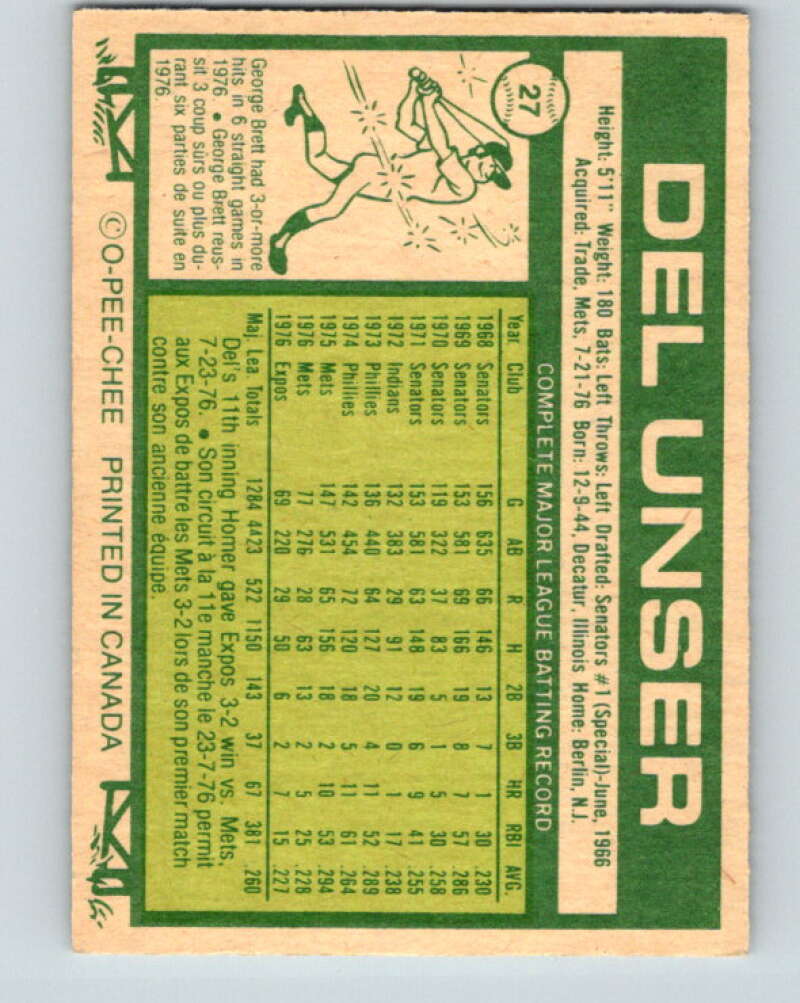 27
DEL UNSER
Height: 5'11" Weight: 180 Bats: Left Throws: Left Drafted: Senators #1 (Special)-June, 1966
Acquired: Trade, Mets, 7-21-76 Born: 12-9-44, Decatur, Illinois Home: Berlin, N.J.
George Brett had 3-or-more
hits in 6 straight games in
1976. • George Brett reus-
sit 3 coup sûrs ou plus du-
rant six parties de suite en
1976.
COMPLETE MAJOR LEAGUE BATTING RECORD
Year Club G AB R H 2B 3B HR RBI AVG.
1968 Senators 156 635 66 146 13 7 1 30 .230
1969 Senators 153 581 69 166 19 8 7 57 .286
1970 Senators 119 322 37 83 5 1 5 30 .258
1971 Senators 153 581 63 148 19 6 9 41 .255
1972 Indians 132 383 29 91 12 0 1 17 .238
1973 Phillies 136 440 64 127 20 4 11 52 .289
1974 Phillies 142 454 72 120 18 5 11 61 .264
1975 Mets 147 531 65 156 18 2 10 53 .294
1976 Mets 77 276 28 63 13 2 5 25 .228
1976 Expos 69 220 29 50 6 2 7 15 .227
Maj. Lea. Totals 1284 4423 522 1150 143 37 67 381 .260
Del's 11th inning Homer gave Expos 3-2 win vs. Mets,
7-23-76. • Son circuit à la 11e manche le 23-7-76 permit
aux Expos de battre les Mets 3-2 lors de son premier match
contre son ancienne équipe.
©O-PEE-CHEE PRINTED IN CANADA